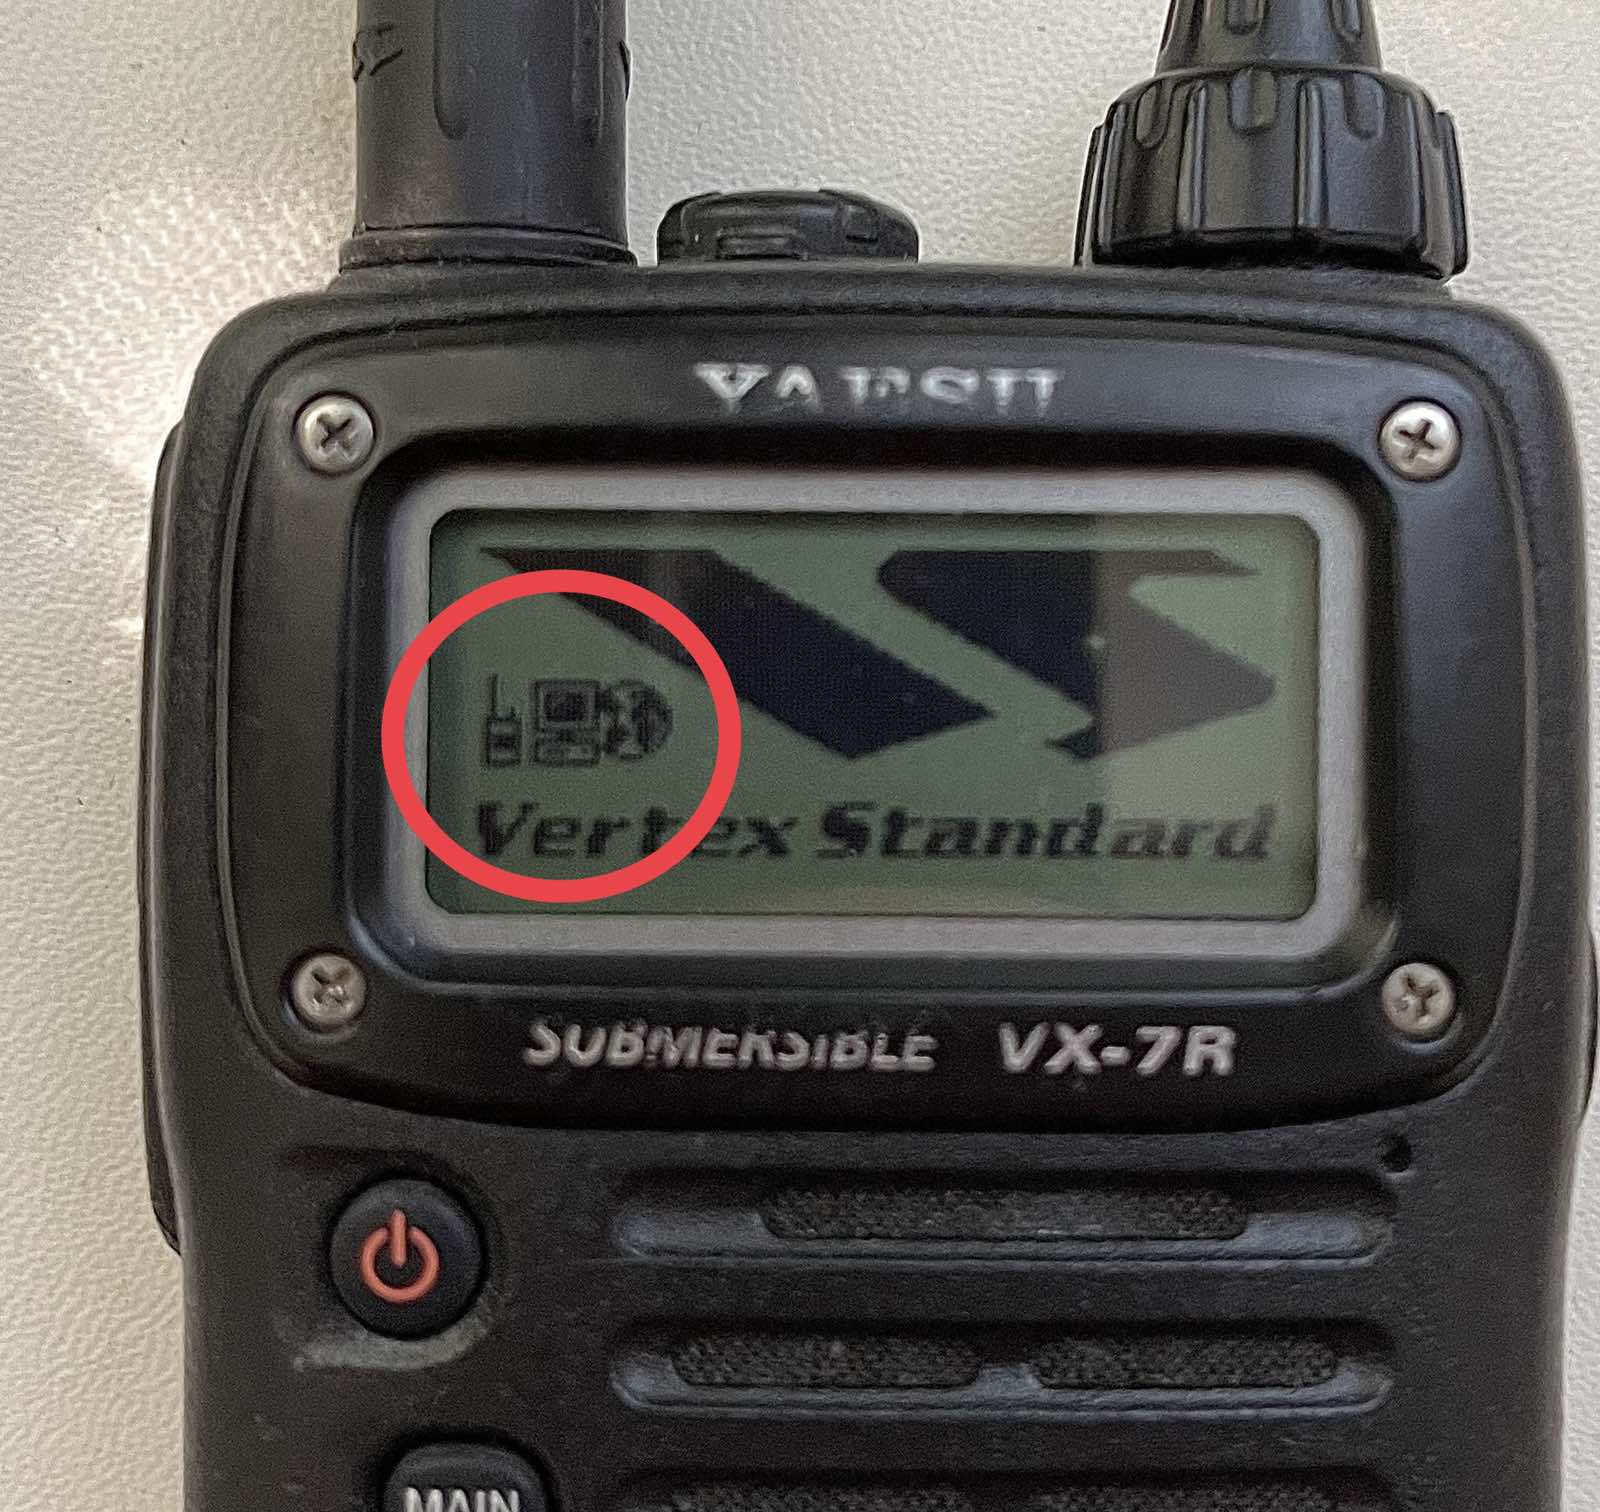 YAESU
Vertex Standard
SUBMERSIBLE VX-7R
MAIN